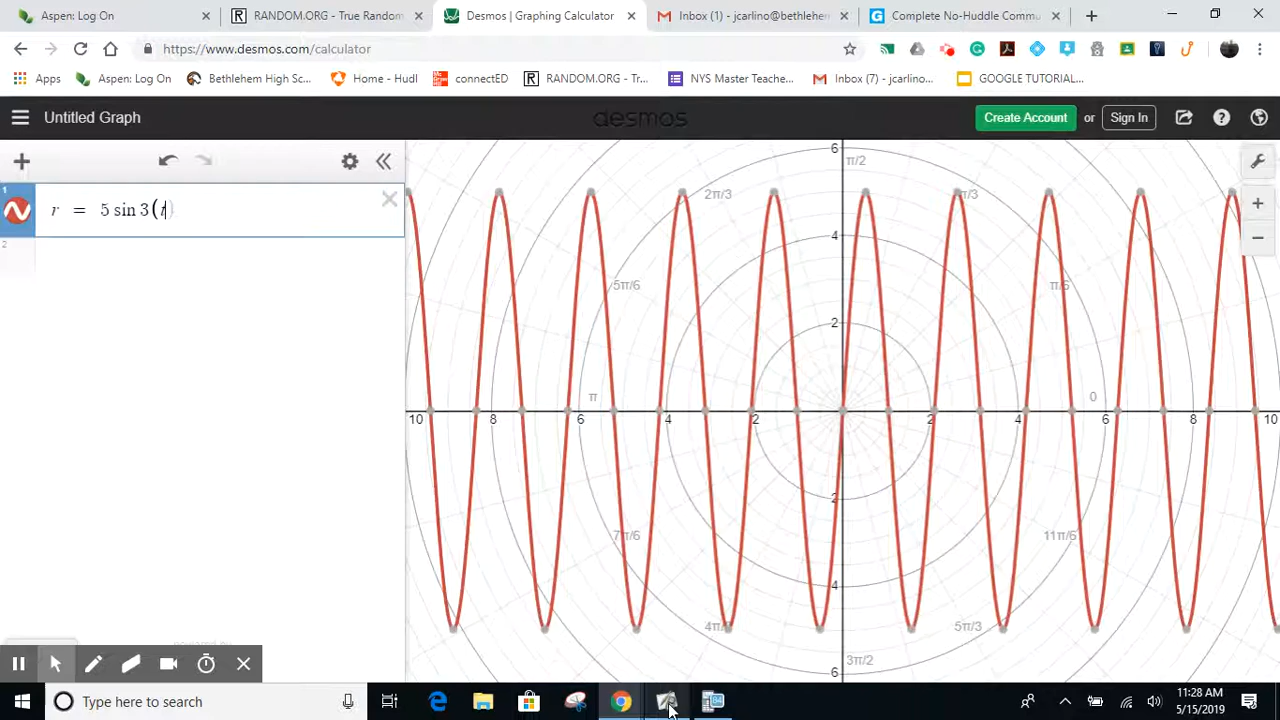 Aspen: Log On
RANDOM.ORG - True Random
Desmos | Graphing Calculator
Inbox (1) - jcarlino@bethlehen
Complete No-Huddle Commu
https://www.desmos.com/calculator
Apps
Aspen: Log On
Bethlehem High Sc...
Home - Hudl
connectED
RANDOM.ORG - Tr...
NYS Master Teache...
Inbox (7) - jcarlino...
GOOGLE TUTORIAL...
Untitled Graph
desmos
Create Account
or
Sign In
1
r = 5 sin 3(
2
6
π/2
2π/3
π/3
4
5π/6
π/6
2
π
0
10
8
6
4
2
2
4
6
8
10
2
7π/6
11π/6
4
5π/3
3π/2
6
Type here to search
11:28 AM
5/15/2019